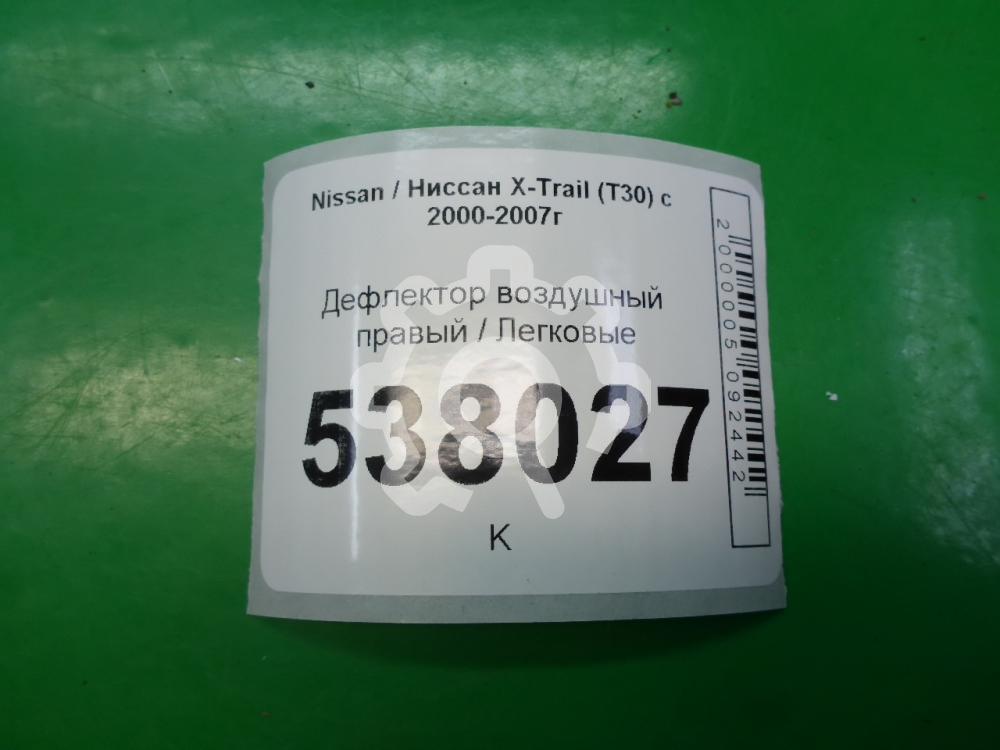 Nissan / Ниссан X-Trail (T30) с
2000-2007г
Дефлектор воздушный
правый / Легковые
538027
К
2000005092442